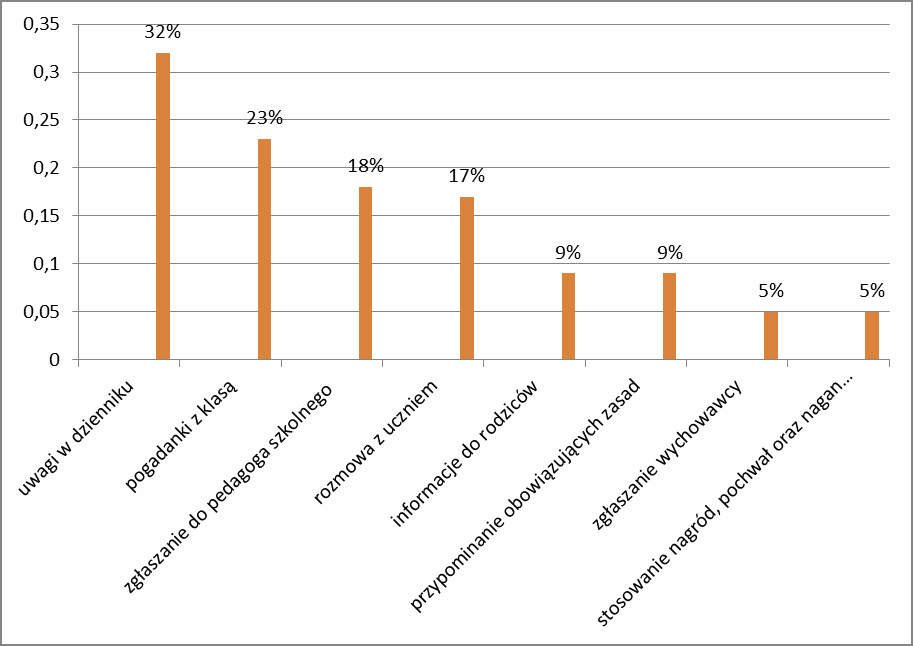 0,35
0,3
0,25
0,2
0,15
0,1
0,05
0
32%
23%
18%
17%
9%
9%
5%
5%
uwagi w dzienniku
pogadanki z klasą
zgłaszanie do pedagoga szkolnego
rozmowa z uczniem
informacje do rodziców
przypominanie obowiązujących zasad
zgłaszanie wychowawcy
stosowanie nagród, pochwał oraz nagan...